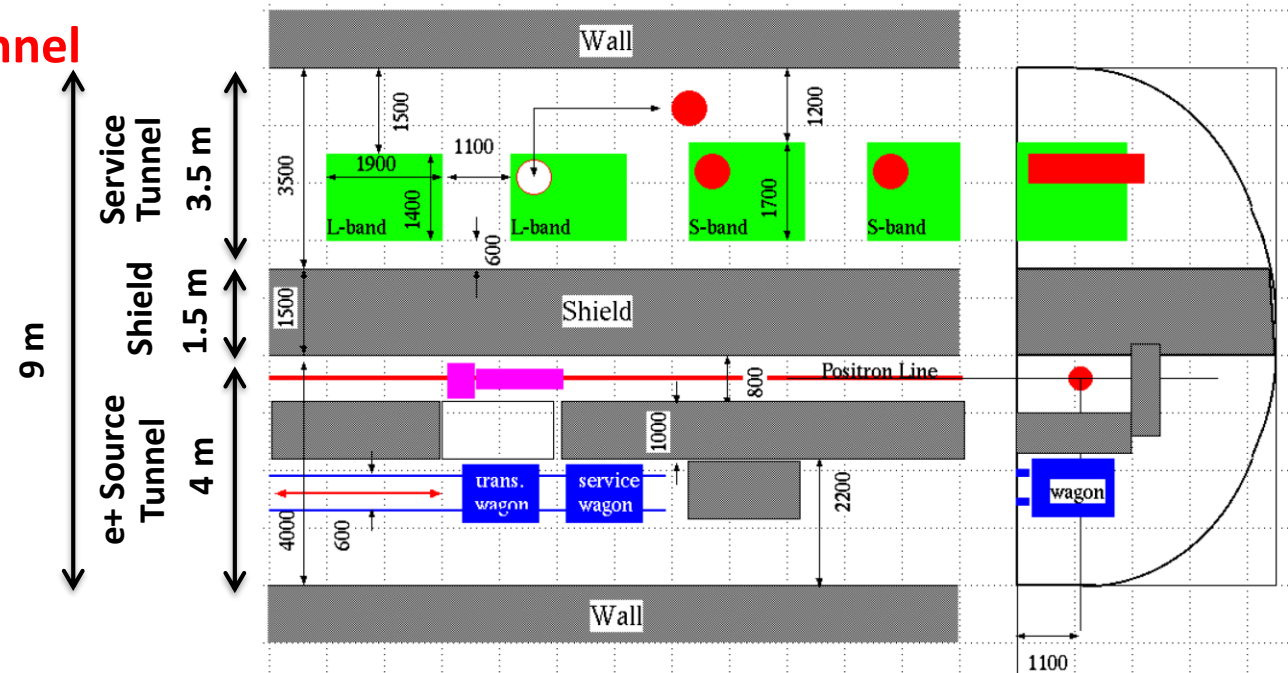 nnel
Wall
Service
Tunnel
3.5 m
1500
1200
1100
1900
3500
1400
1700
L-band
L-band
S-band
S-band
600
9 m
Shield
1.5 m
1500
Shield
Positron Line
800
e+ Source
Tunnel
4 m
1000
trans.
wagon
service
wagon
wagon
4000
600
2200
Wall
1100